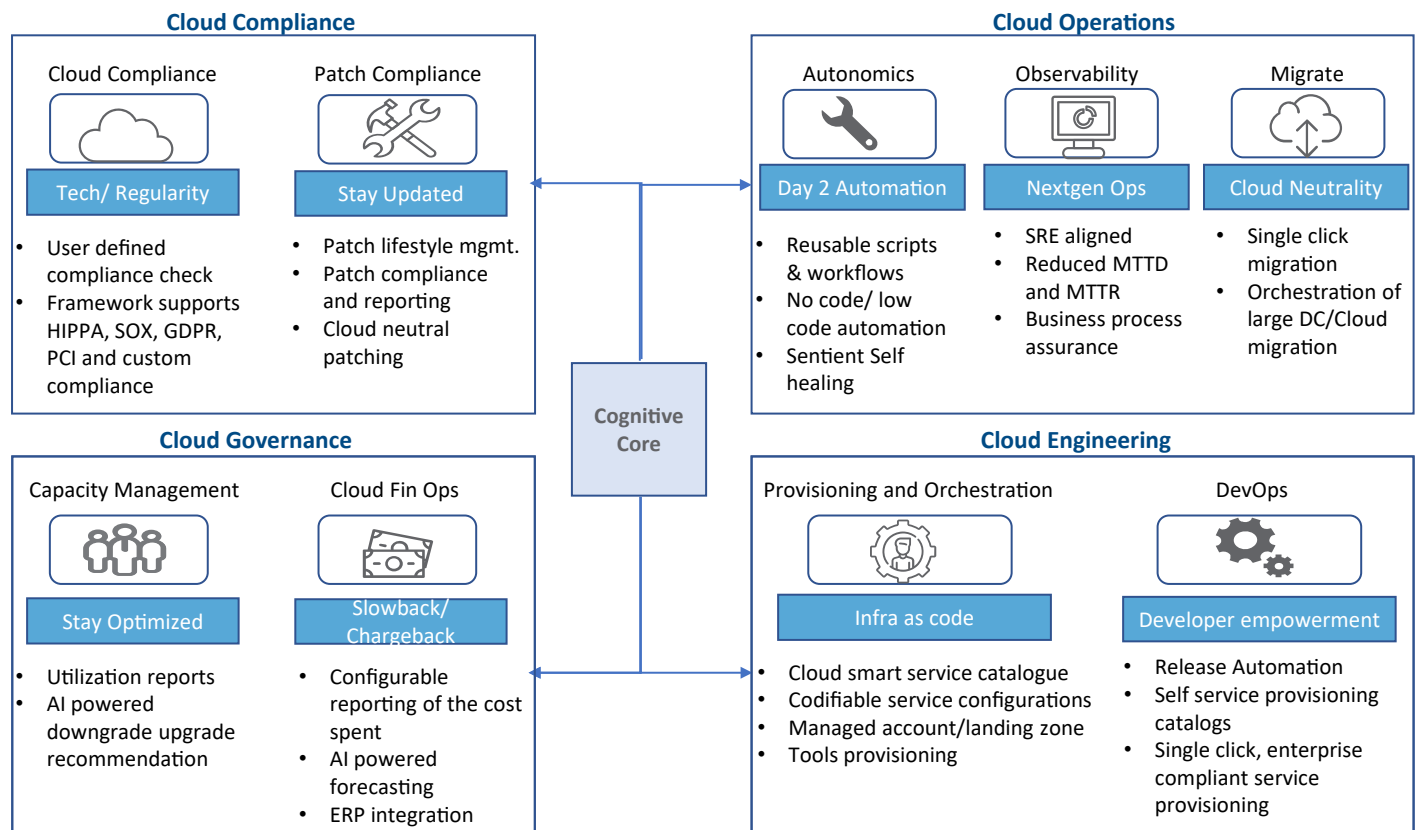 Cloud Compliance
Cloud Compliance
Tech/ Regularity
• User defined
compliance check
• Framework supports
HIPPA, SOX, GDPR,
PCI and custom
compliance
Patch Compliance
Stay Updated
• Patch lifestyle mgmt.
• Patch compliance
and reporting
• Cloud neutral
patching
Cloud Operations
Autonomics
Day 2 Automation
• Reusable scripts
& workflows
• No code/ low
code automation
• Sentient Self
healing
Observability
Nextgen Ops
• SRE aligned
• Reduced MTTD
and MTTR
• Business process
assurance
Migrate
Cloud Neutrality
• Single click
migration
• Orchestration of
large DC/Cloud
migration
Cognitive
Core
Cloud Governance
Capacity Management
Stay Optimized
• Utilization reports
• AI powered
downgrade upgrade
recommendation
Cloud Fin Ops
Slowback/
Chargeback
• Configurable
reporting of the cost
spent
• AI powered
forecasting
• ERP integration
Cloud Engineering
Provisioning and Orchestration
Infra as code
• Cloud smart service catalogue
• Codifiable service configurations
• Managed account/landing zone
• Tools provisioning
DevOps
Developer empowerment
• Release Automation
• Self service provisioning
catalogs
• Single click, enterprise
compliant service
provisioning